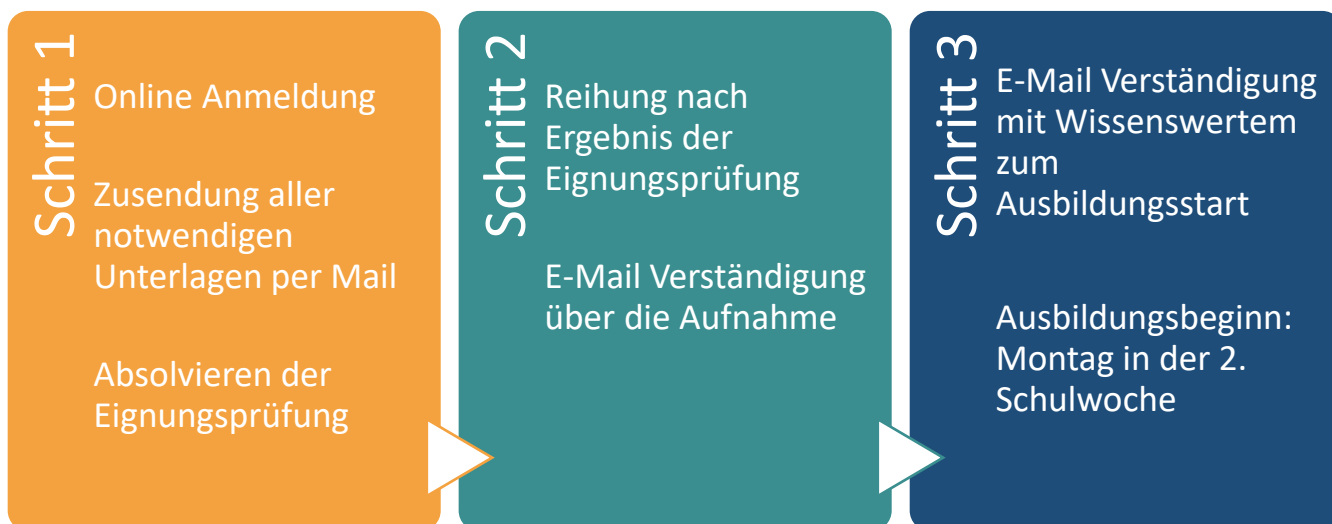 Schritt 1
Online Anmeldung
Zusendung aller
notwendigen
Unterlagen per Mail
Absolvieren der
Eignungsprüfung
Schritt 2
Reihung nach
Ergebnis der
Eignungsprüfung
E-Mail Verständigung
über die Aufnahme
Schritt 3
E-Mail Verständigung
mit Wissenswertem
zum
Ausbildungsstart
Ausbildungsbeginn:
Montag in der 2.
Schulwoche